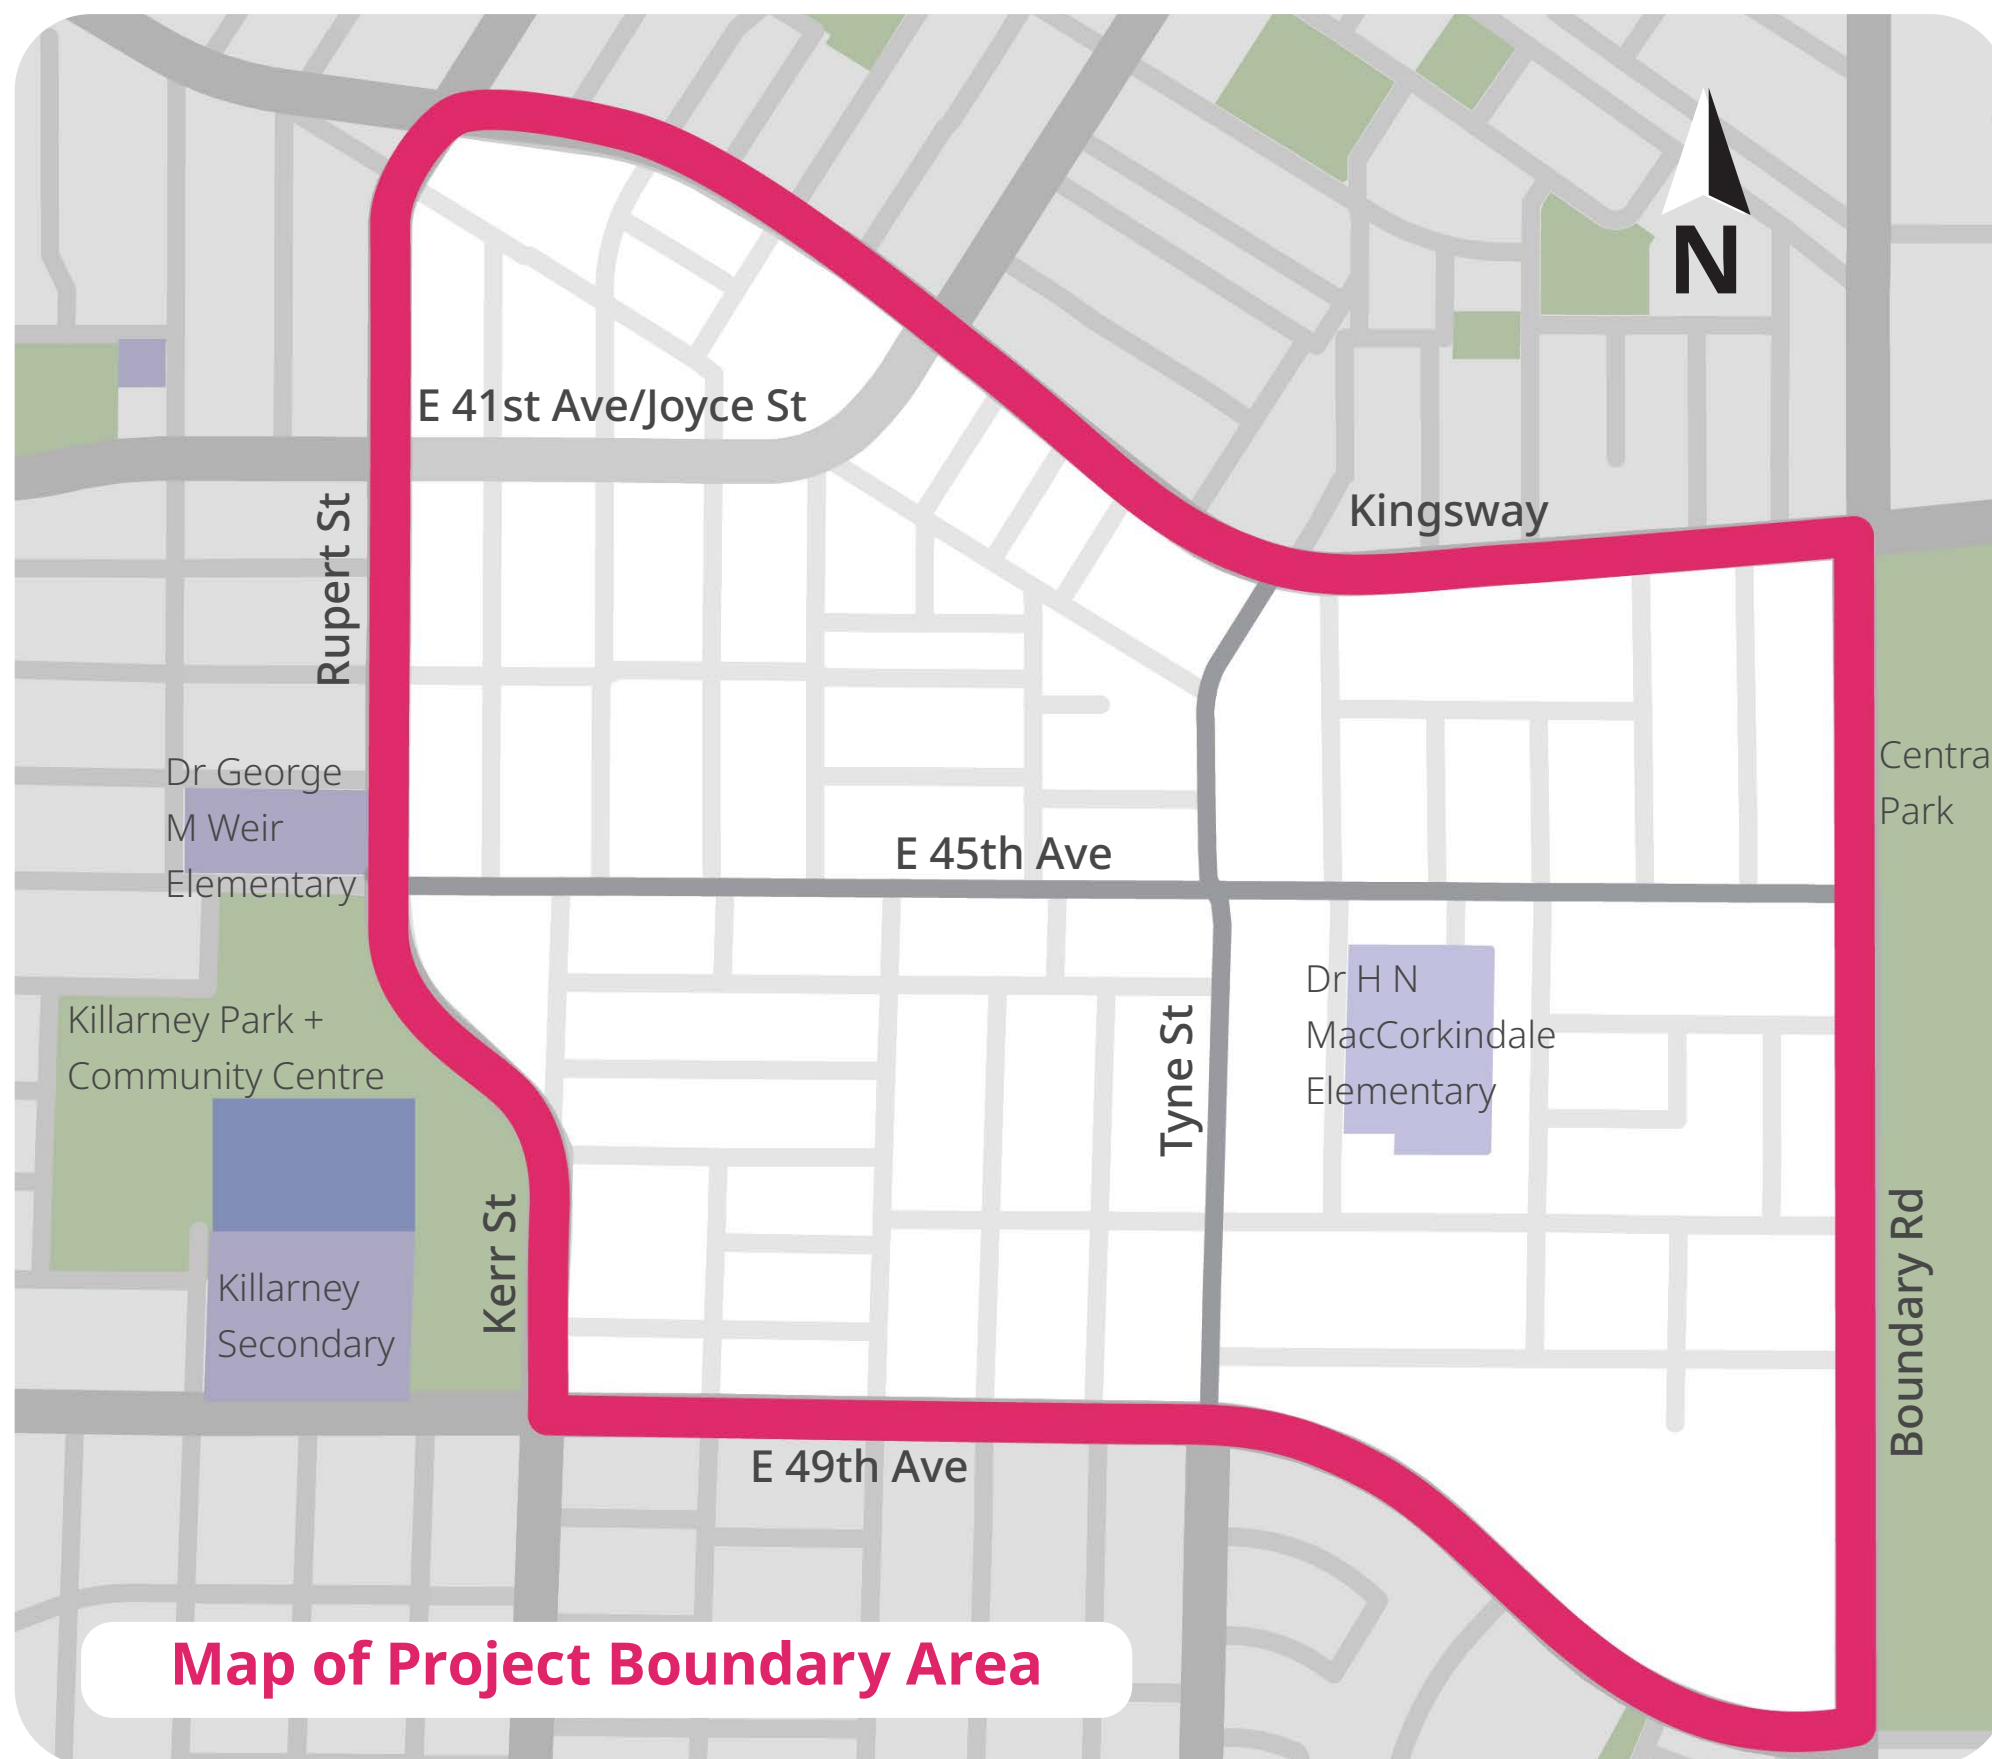 N
E 41st Ave/Joyce St
Kingsway
Rupert St
Dr George
M Weir
Elementary
Centra
Park
E 45th Ave
Killarney Park +
Community Centre
Dr H N
MacCorkindale
Elementary
Tyne St
Kerr St
Killarney
Secondary
Boundary Rd
E 49th Ave
Map of Project Boundary Area